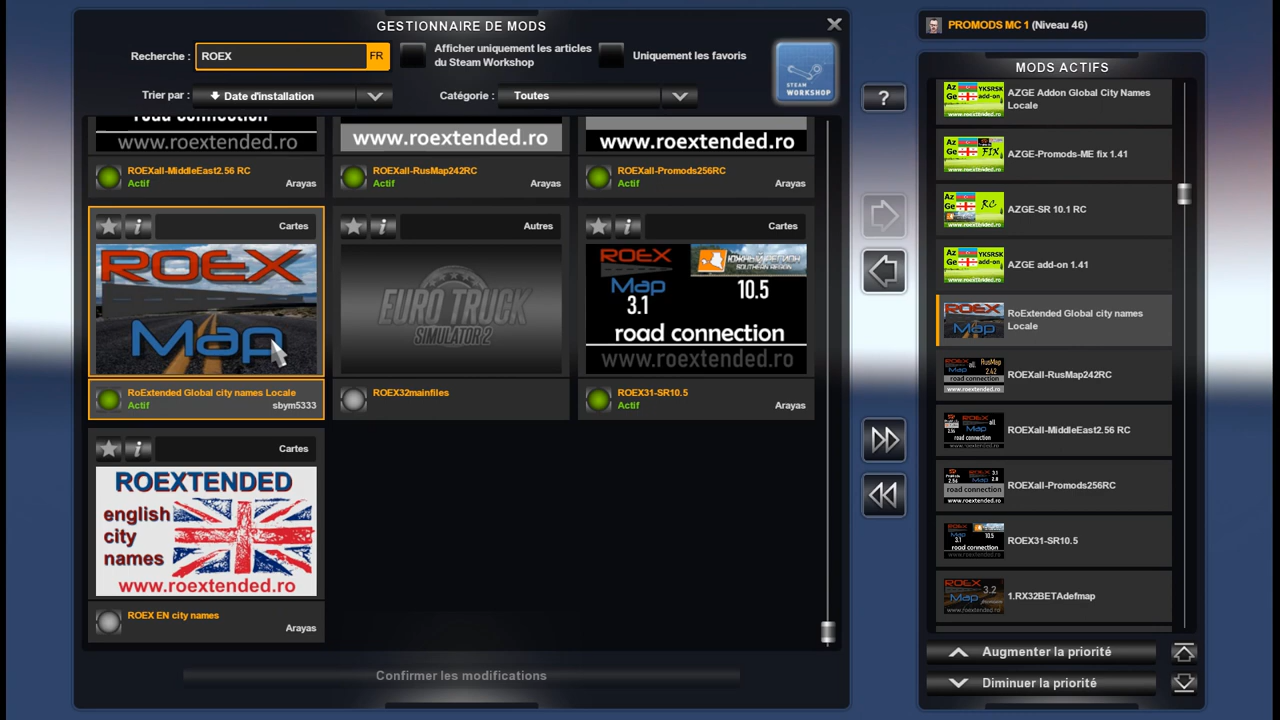 GESTIONNAIRE DE MODS
Recherche :
ROEX
FR
Afficher uniquement les articles
du Steam Workshop
Uniquement les favoris
STEAM
WORKSHOP
Trier par :
Date d'installation
Catégorie :
Toutes
www.roextended.ro
www.roextended.ro
www.roextended.ro
ROEXall-MiddleEast2.56 RC
Actif
Arayas
ROEXall-RusMap242RC
Actif
Arayas
ROEXall-Promods256RC
Actif
Arayas
Cartes
ROEX
Map
RoExtended Global city names Locale
Actif
sbym5333
Autres
EURO TRUCK
SIMULATOR 2
ROEX32mainfiles
Cartes
ROEX
Map
3.1
ЮЖНЫЙ РЕГИОН
SOUTHERN REGION
10.5
road connection
www.roextended.ro
ROEX31-SR10.5
Actif
Arayas
Cartes
ROEXTENDED
english
city
names
www.roextended.ro
ROEX EN city names
Arayas
Confirmer les modifications
?
PROMODS MC 1 (Niveau 46)
MODS ACTIFS
AZGE Addon Global City Names
Locale
AZGE-Promods-ME fix 1.41
AZGE-SR 10.1 RC
AZGE add-on 1.41
RoExtended Global city names
Locale
ROEXall-RusMap242RC
ROEXall-MiddleEast2.56 RC
ROEXall-Promods256RC
ROEX31-SR10.5
1.RX32BETAdefmap
Augmenter la priorité
Diminuer la priorité